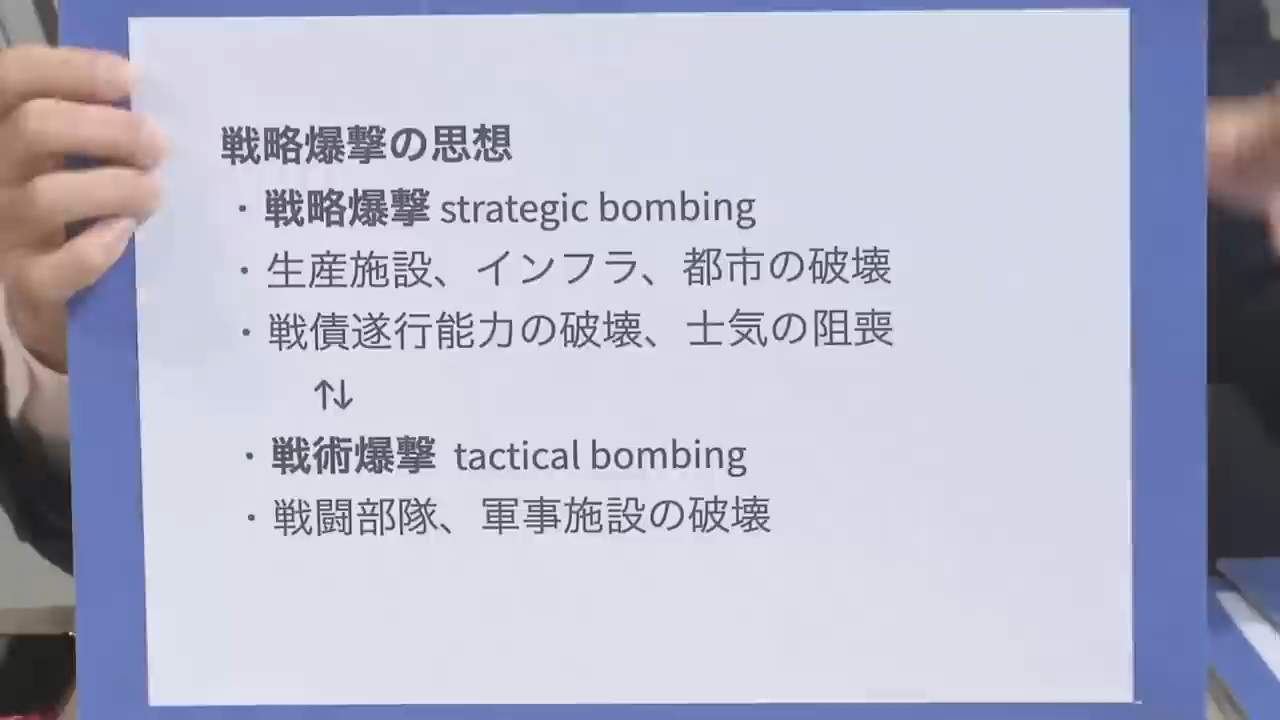 戦略爆撃の思想
・戦略爆撃 strategic bombing
・生産施設、インフラ、都市の破壊
・戦債遂行能力の破壊、士気の阻喪
↑↓
・戦術爆撃 tactical bombing
・戦闘部隊、軍事施設の破壊